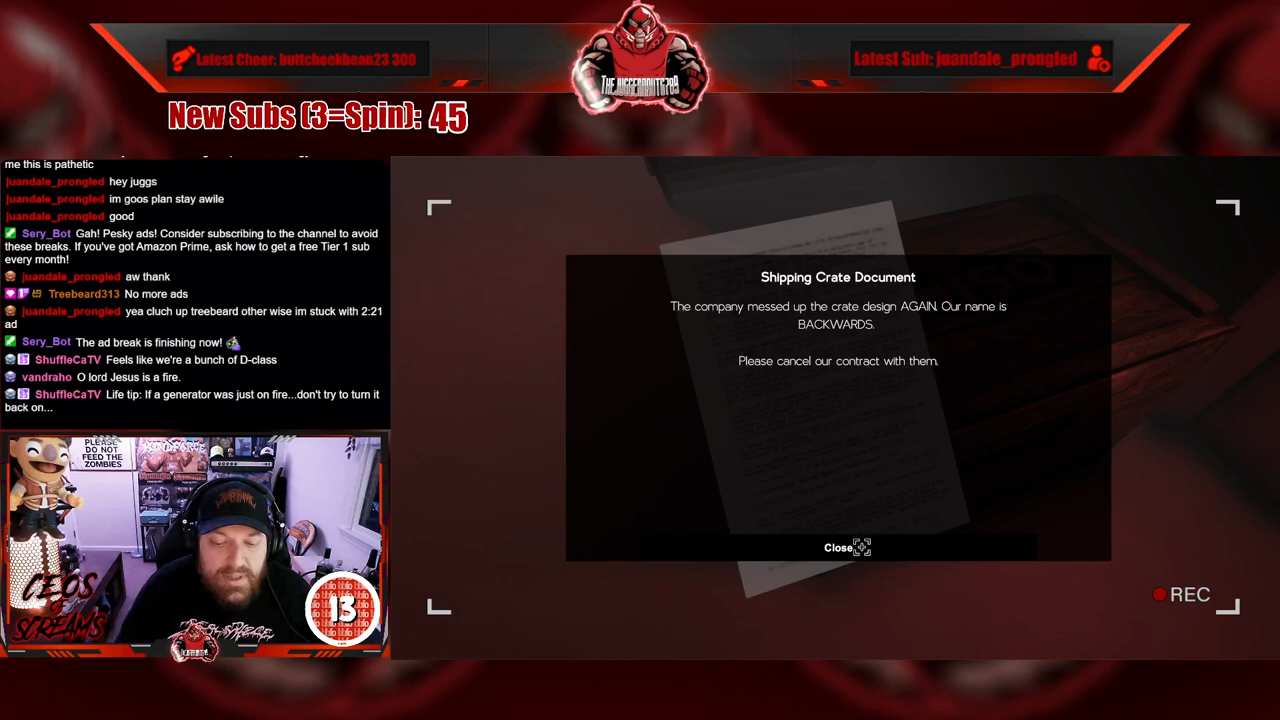 Latest Cheer: buttcheekbeau23 300
THEJUGGERNAUT6789
Latest Sub: juandale_prongled
New Subs (3=Spin): 45
me this is pathetic
juandale_prongled hey juggs
juandale_prongled im goos plan stay awile
juandale_prongled good
Sery_Bot Gah! Pesky ads! Consider subscribing to the channel to avoid
these breaks. If you've got Amazon Prime, ask how to get a free Tier 1 sub
every month!
juandale_prongled aw thank
Treebeard313 No more ads
juandale_prongled yea cluch up treebeard other wise im stuck with 2:21
ad
Sery_Bot The ad break is finishing now!
ShuffleCaTV Feels like we're a bunch of D-class
vandraho O lord Jesus is a fire.
ShuffleCaTV Life tip: If a generator was just on fire...don't try to turn it
back on...
Shipping Crate Document
The company messed up the crate design AGAIN. Our name is
BACKWARDS.
Please cancel our contract with them.
Close
REC
PLEASE
DO NOT
FEED THE
ZOMBIES
CEOS
OF
SCREAMS
13